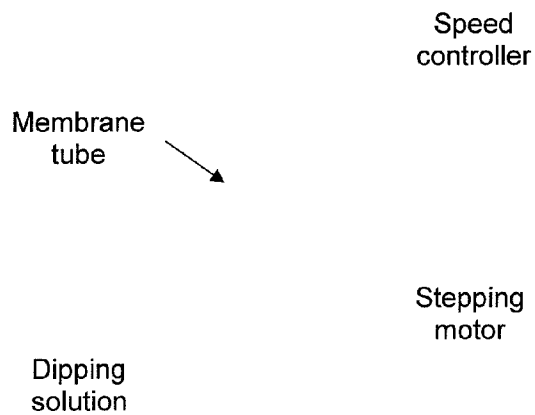 Speed
controller
Membrane
tube
Stepping
motor
Dipping
solution